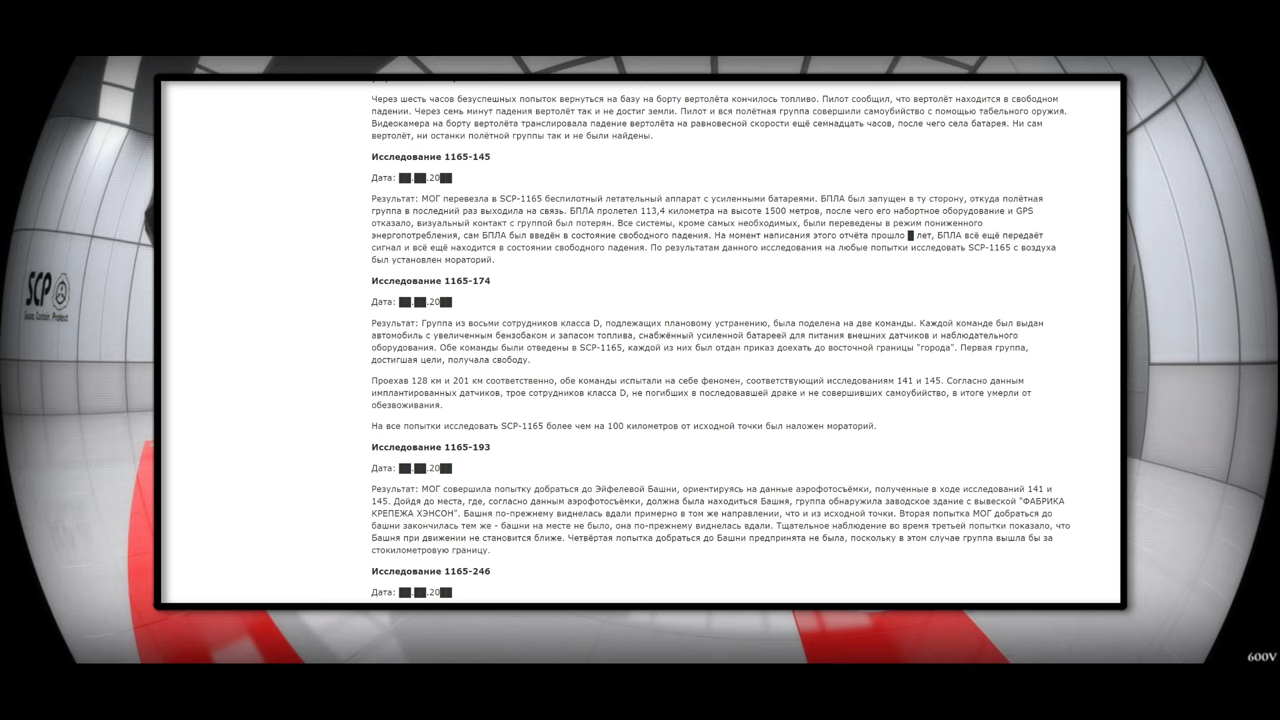 Через шесть часов безуспешных попыток вернуться на базу на борту вертолёта кончилось топливо. Пилот сообщил, что вертолёт находится в свободном
падении. Через семь минут падения вертолёт так и не достиг земли. Пилот и вся полётная группа совершили самоубийство с помощью табельного оружия.
Видеокамера на борту вертолёта транслировала падение вертолёта на равновесной скорости ещё семнадцать часов, после чего села батарея. Ни сам
вертолёт, ни останки полётной группы так и не были найдены.
Исследование 1165-145
Дата: ██.██.20██
Результат: МОГ перевезла в SCP-1165 беспилотный летательный аппарат с усиленными батареями. БПЛА был запущен в ту сторону, откуда полётная
группа в последний раз выходила на связь. БПЛА пролетел 113,4 километра на высоте 1500 метров, после чего его набортное оборудование и GPS
отказало, визуальный контакт с группой был потерян. Все системы, кроме самых необходимых, были переведены в режим пониженного
энергопотребления, сам БПЛА был введён в состояние свободного падения. На момент написания этого отчёта прошло █ лет, БПЛА всё ещё передаёт
сигнал и всё ещё находится в состоянии свободного падения. По результатам данного исследования на любые попытки исследовать SCP-1165 с воздуха
был установлен мораторий.
Исследование 1165-174
Дата: ██.██.20██
Результат: Группа из восьми сотрудников класса D, подлежащих плановому устранению, была поделена на две команды. Каждой команде был выдан
автомобиль с увеличенным бензобаком и запасом топлива, снабжённый усиленной батареей для питания внешних датчиков и наблюдательного
оборудования. Обе команды были отведены в SCP-1165, каждой из них был отдан приказ доехать до восточной границы "города". Первая группа,
достигшая цели, получала свободу.
Проехав 128 км и 201 км соответственно, обе команды испытали на себе феномен, соответствующий исследованиям 141 и 145. Согласно данным
имплантированных датчиков, трое сотрудников класса D, не погибших в последовавшей драке и не совершивших самоубийство, в итоге умерли от
обезвоживания.
На все попытки исследовать SCP-1165 более чем на 100 километров от исходной точки был наложен мораторий.
Исследование 1165-193
Дата: ██.██.20██
Результат: МОГ совершила попытку добраться до Эйфелевой Башни, ориентируясь на данные аэрофотосъёмки, полученные в ходе исследований 141 и
145. Дойдя до места, где, согласно данным аэрофотосъёмки, должна была находиться Башня, группа обнаружила заводское здание с вывеской "ФАБРИКА
КРЕПЕЖА ХЭНСОН". Башня по-прежнему виднелась вдали примерно в том же направлении, что и из исходной точки. Вторая попытка МОГ добраться до
башни закончилась тем же - башни на месте не было, она по-прежнему виднелась вдали. Тщательное наблюдение во время третьей попытки показало, что
Башня при движении не становится ближе. Четвёртая попытка добраться до Башни предпринята не была, поскольку в этом случае группа вышла бы за
стокилометровую границу.
Исследование 1165-246
Дата: ██.██.20██
SCP
Secure, Contain, Protect
600V